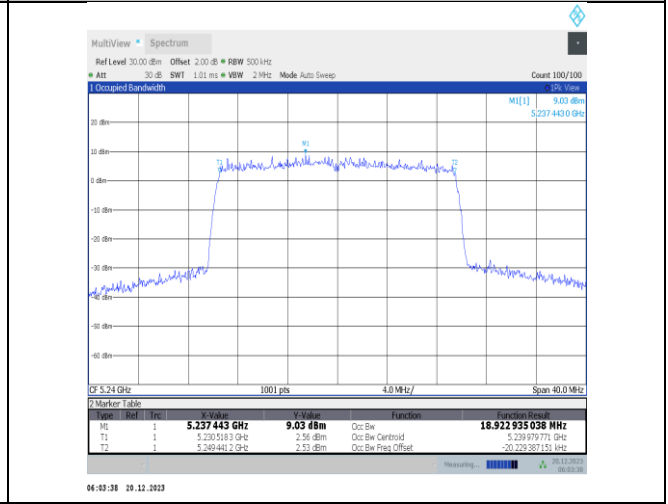 MultiView Spectrum
Ref Level 30.00 dBm Offset 2.00 dB RBW 500 kHz
Att 30 dB SWT 1.01 ms VBW 2 MHz Mode Auto Sweep Count 100/100
1 Occupied Bandwidth 1Pk View
M1[1] 9.03 dBm
5.237 443 0 GHz
20 dBm
M1
10 dBm
T1 T2
0 dBm
-10 dBm
-20 dBm
-30 dBm
-40 dBm
-50 dBm
-60 dBm
CF 5.24 GHz 1001 pts 4.0 MHz/ Span 40.0 MHz
2 Marker Table
Type Ref Trc X-Value Y-Value Function Function Result
M1 1 5.237 443 GHz 9.03 dBm Occ Bw 18.922 935 038 MHz
T1 1 5.230 518 3 GHz 2.56 dBm Occ Bw Centroid 5.239 979 771 GHz
T2 1 5.249 441 2 GHz 2.53 dBm Occ Bw Freq Offset -20.229 387 151 kHz
Measuring... 20.12.2023
06:03:38
06:03:38 20.12.2023